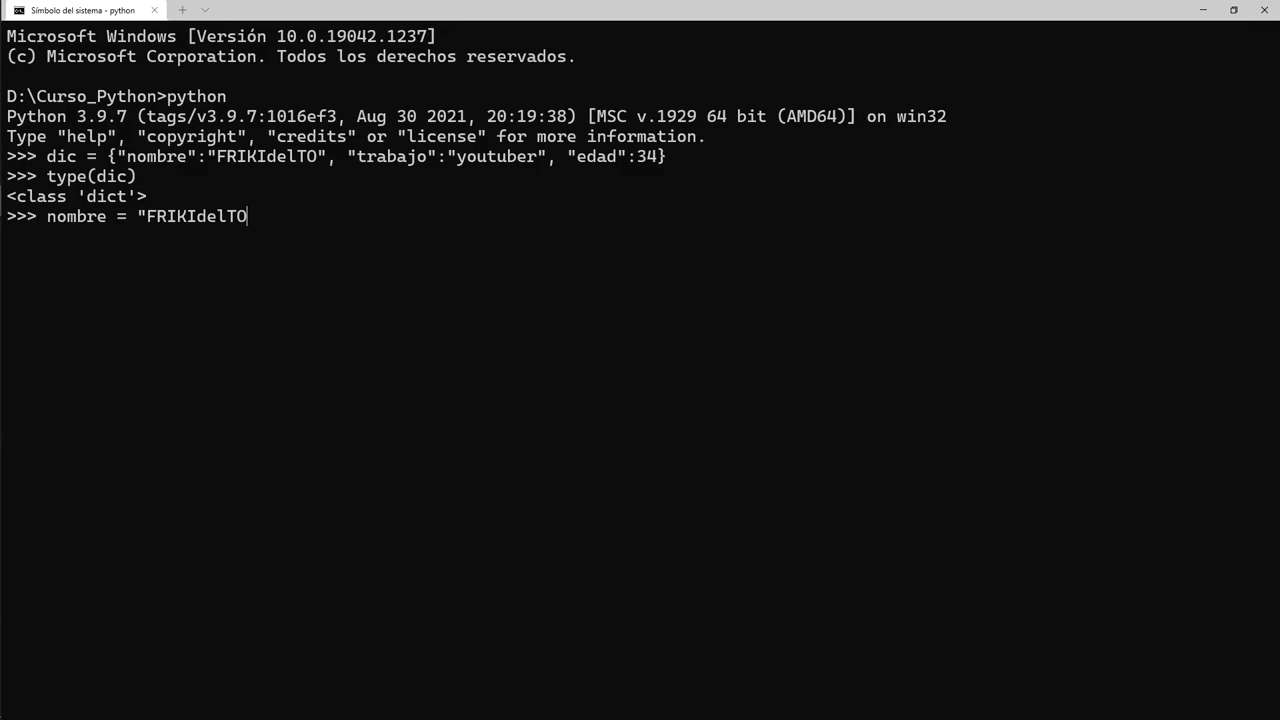 Símbolo del sistema - python
Microsoft Windows [Versión 10.0.19042.1237]
(c) Microsoft Corporation. Todos los derechos reservados.
D:\Curso_Python>python
Python 3.9.7 (tags/v3.9.7:1016ef3, Aug 30 2021, 20:19:38) [MSC v.1929 64 bit (AMD64)] on win32
Type "help", "copyright", "credits" or "license" for more information.
>>> dic = {"nombre":"FRIKIdelTO", "trabajo":"youtuber", "edad":34}
>>> type(dic)
<class 'dict'>
>>> nombre = "FRIKIdelTO